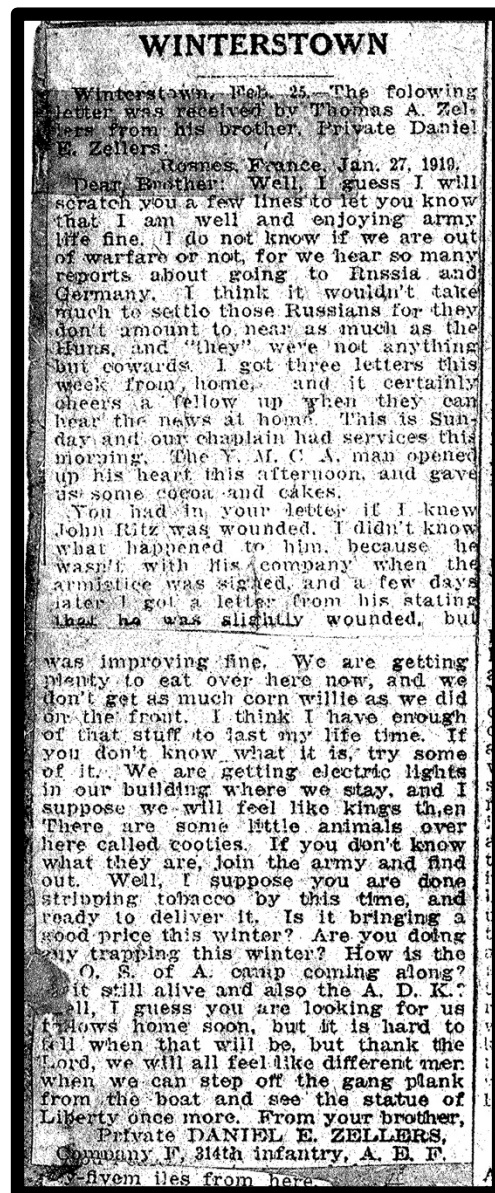 WINTERSTOWN
Winterstown, Feb. 25.—The folowing
letter was received by Thomas A. Zel-
lers from his brother, Private Daniel
E. Zellers:
Rosnes, France, Jan. 27, 1919.
Dear Brother: Well, I guess I will
scratch you a few lines to let you know
that I am well and enjoying army
life fine. I do not know if we are out
of warfare or not, for we hear so many
reports about going to Russia and
Germany. I think it wouldn't take
much to settle those Russians for they
don't amount to near as much as the
Huns, and "they" were not anything
but cowards. I got three letters this
week from home, and it certainly
cheers a fellow up when they can
hear the news at home. This is Sun-
day and our chaplain had services this
morning. The Y. M. C. A. man opened
up his heart this afternoon, and gave
us some cocoa and cakes.
You had in your letter if I knew
John Ritz was wounded. I didn't know
what happened to him, because he
wasn't with his company when the
armistice was signed, and a few days
later I got a letter from his stating
that he was slightly wounded, but
was improving fine. We are getting
plenty to eat over here now, and we
don't get as much corn willie as we did
on the front. I think I have enough
of that stuff to last my life time. If
you don't know what it is, try some
of it. We are getting electric lights
in our building where we stay, and I
suppose we will feel like kings then
There are some little animals over
here called cooties. If you don't know
what they are, join the army and find
out. Well, I suppose you are done
stripping tobacco by this time, and
ready to deliver it. Is it bringing a
good price this winter? Are you doing
any trapping this winter? How is the
O. S. of A. camp coming along?
it still alive and also the A. D. K.?
ell, I guess you are looking for us
fellows home soon, but it is hard to
tell when that will be, but thank the
Lord, we will all feel like different men
when we can step off the gang plank
from the boat and see the statue of
Liberty once more. From your brother,
Private DANIEL E. ZELLERS,
Company F, 314th infantry, A. E. F.
y-fivem iles from here